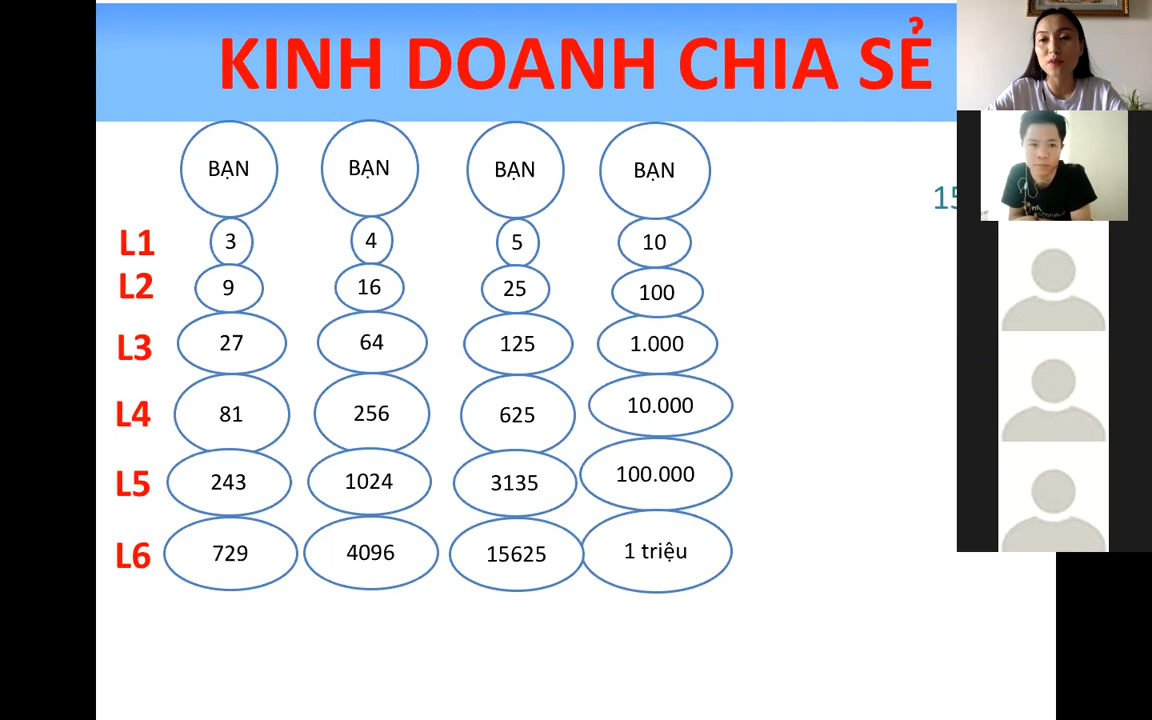 KINH DOANH CHIA SẺ
BẠN BẠN BẠN BẠN
15
L1 3 4 5 10
L2 9 16 25 100
L3 27 64 125 1.000
L4 81 256 625 10.000
L5 243 1024 3135 100.000
L6 729 4096 15625 1 triệu